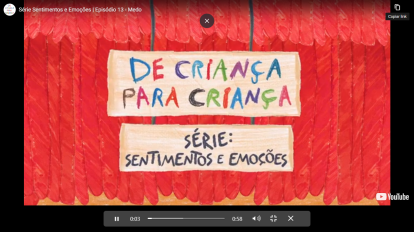 Série Sentimentos e Emoções | Episódio 13 - Medo
Copiar link
DE CRIANÇA
PARA CRIANÇA
SÉRIE:
SENTIMENTOS E EMOÇÕES
YouTube
0:03
0:58